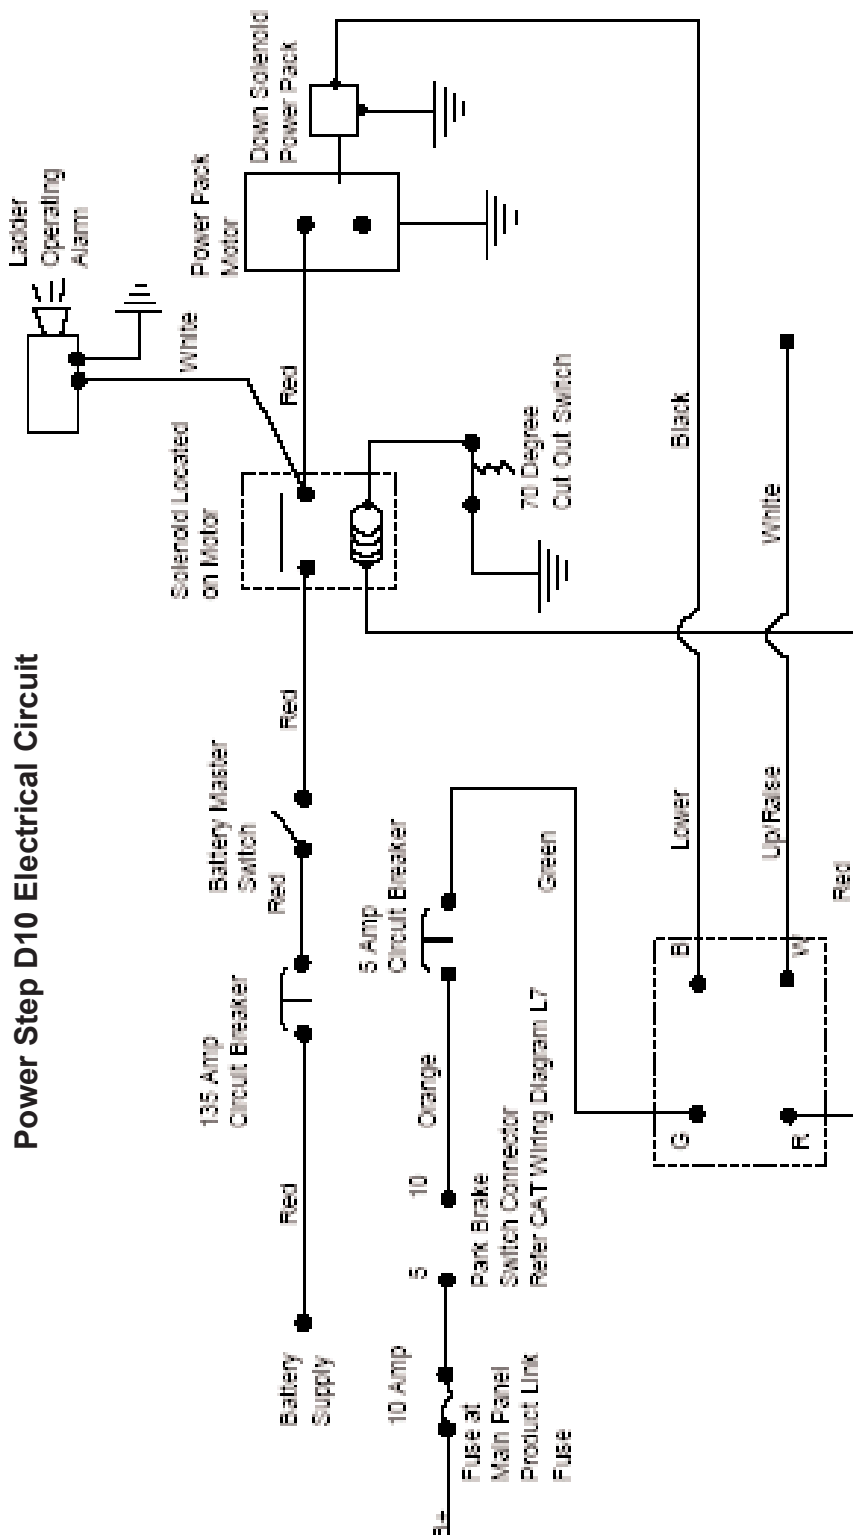 Power Step D10 Electrical Circuit
Ladder
Operating
Alarm
White
Down Solenoid
Power Pack
Power Pack
Motor
Red
Solenoid Located
on Motor
70 Degree
Cut Out Switch
Black
White
Red
Battery Master
Switch
Red
135 Amp
Circuit Breaker
Red
Battery
Supply
5 Amp
Circuit Breaker
Green
Orange
10
5
Park Brake
Switch Connector
Refer CAT Wiring Diagram L7
10 Amp
Fuse at
Main Panel
Product Link
Fuse
B+
Lower
Up/Raise
Red
B
W
G
R